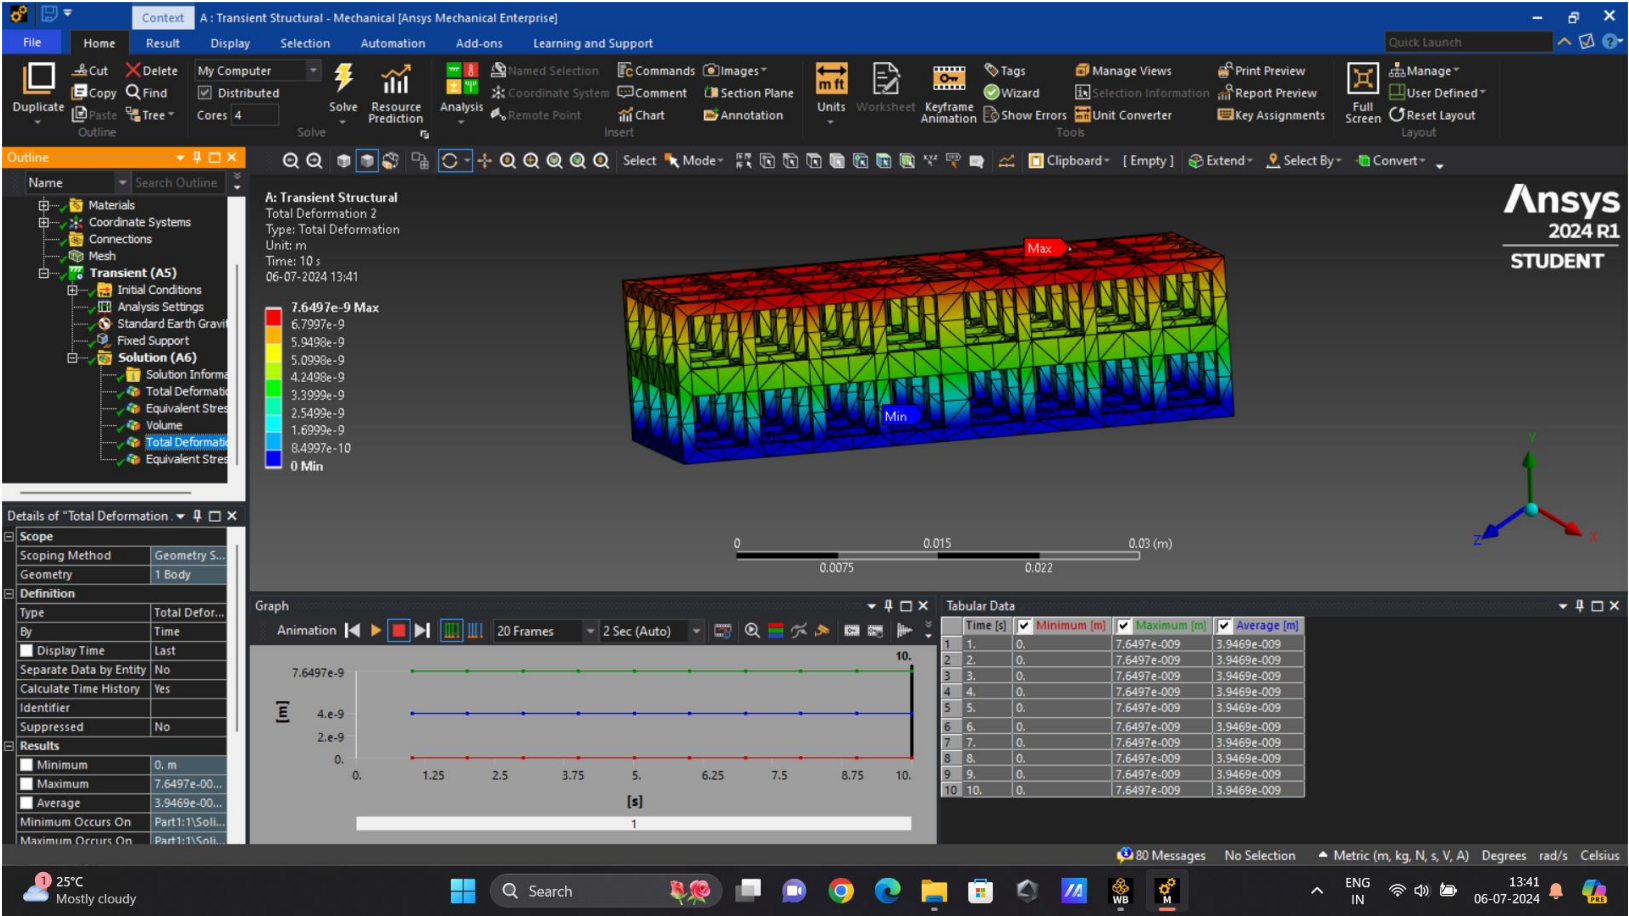 Context A : Transient Structural - Mechanical [Ansys Mechanical Enterprise]
File Home Result Display Selection Automation Add-ons Learning and Support Quick Launch
Cut Delete My Computer Named Selection Commands Images Tags Manage Views Print Preview Manage
Duplicate Copy Find Distributed Solve Resource Prediction Analysis Coordinate System Comment Section Plane Units Worksheet Keyframe Animation Wizard Selection Information Report Preview Full Screen User Defined
Paste Tree Cores 4 Remote Point Chart Annotation Show Errors Unit Converter Key Assignments Reset Layout
Outline Solve Insert Tools Layout
Outline Select Mode Clipboard [ Empty ] Extend Select By Convert
Name Search Outline
Materials
Coordinate Systems
Connections
Mesh
Transient (A5)
Initial Conditions
Analysis Settings
Standard Earth Gravit
Fixed Support
Solution (A6)
Solution Informa
Total Deformatic
Equivalent Stres
Volume
Total Deformatic
Equivalent Stres
A: Transient Structural
Total Deformation 2
Type: Total Deformation
Unit: m
Time: 10 s
06-07-2024 13:41
7.6497e-9 Max
6.7997e-9
5.9498e-9
5.0998e-9
4.2498e-9
3.3999e-9
2.5499e-9
1.6999e-9
8.4997e-10
0 Min
Max
Min
Ansys
2024 R1
STUDENT
Y
Z X
0 0.015 0.03 (m)
0.0075 0.022
Details of "Total Deformation
Scope
Scoping Method Geometry S...
Geometry 1 Body
Definition
Type Total Defor...
By Time
Display Time Last
Separate Data by Entity No
Calculate Time History Yes
Identifier
Suppressed No
Results
Minimum 0. m
Maximum 7.6497e-00...
Average 3.9469e-00...
Minimum Occurs On Part1:1\Soli...
Maximum Occurs On Part1:1\Soli...
Graph
Animation 20 Frames 2 Sec (Auto)
10.
7.6497e-9
[m]
4.e-9
2.e-9
0.
0. 1.25 2.5 3.75 5. 6.25 7.5 8.75 10.
[s]
1
Tabular Data
Time [s] Minimum [m] Maximum [m] Average [m]
1 1. 0. 7.6497e-009 3.9469e-009
2 2. 0. 7.6497e-009 3.9469e-009
3 3. 0. 7.6497e-009 3.9469e-009
4 4. 0. 7.6497e-009 3.9469e-009
5 5. 0. 7.6497e-009 3.9469e-009
6 6. 0. 7.6497e-009 3.9469e-009
7 7. 0. 7.6497e-009 3.9469e-009
8 8. 0. 7.6497e-009 3.9469e-009
9 9. 0. 7.6497e-009 3.9469e-009
10 10. 0. 7.6497e-009 3.9469e-009
80 Messages No Selection Metric (m, kg, N, s, V, A) Degrees rad/s Celsius
1 25°C
Mostly cloudy
Search
WB M
ENG
IN
13:41
06-07-2024
PRE